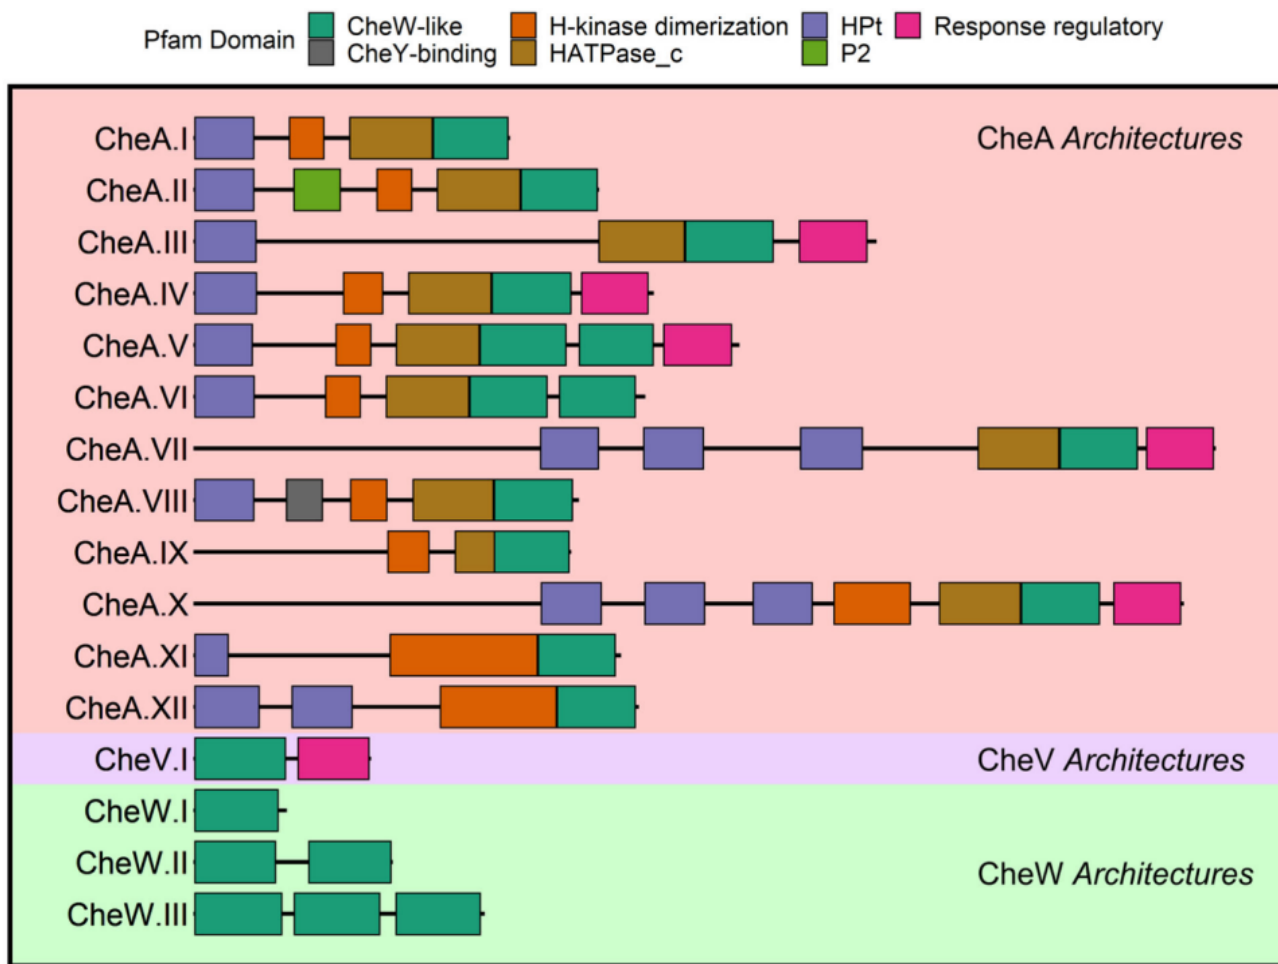 Pfam Domain
CheW-like
H-kinase dimerization
HPt
Response regulatory
CheY-binding
HATPase_c
P2
CheA.I
CheA Architectures
CheA.II
CheA.III
CheA.IV
CheA.V
CheA.VI
CheA.VII
CheA.VIII
CheA.IX
CheA.X
CheA.XI
CheA.XII
CheV.I
CheV Architectures
CheW.I
CheW.II
CheW Architectures
CheW.III